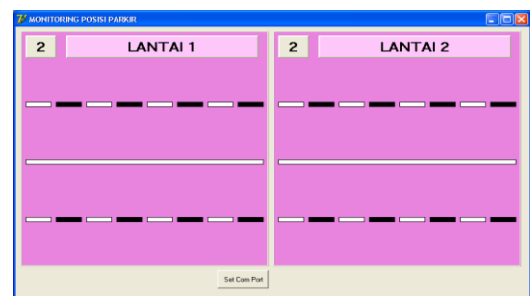 MONITORING POSISI PARKIR
2 LANTAI 1 2 LANTAI 2
Set Com Port